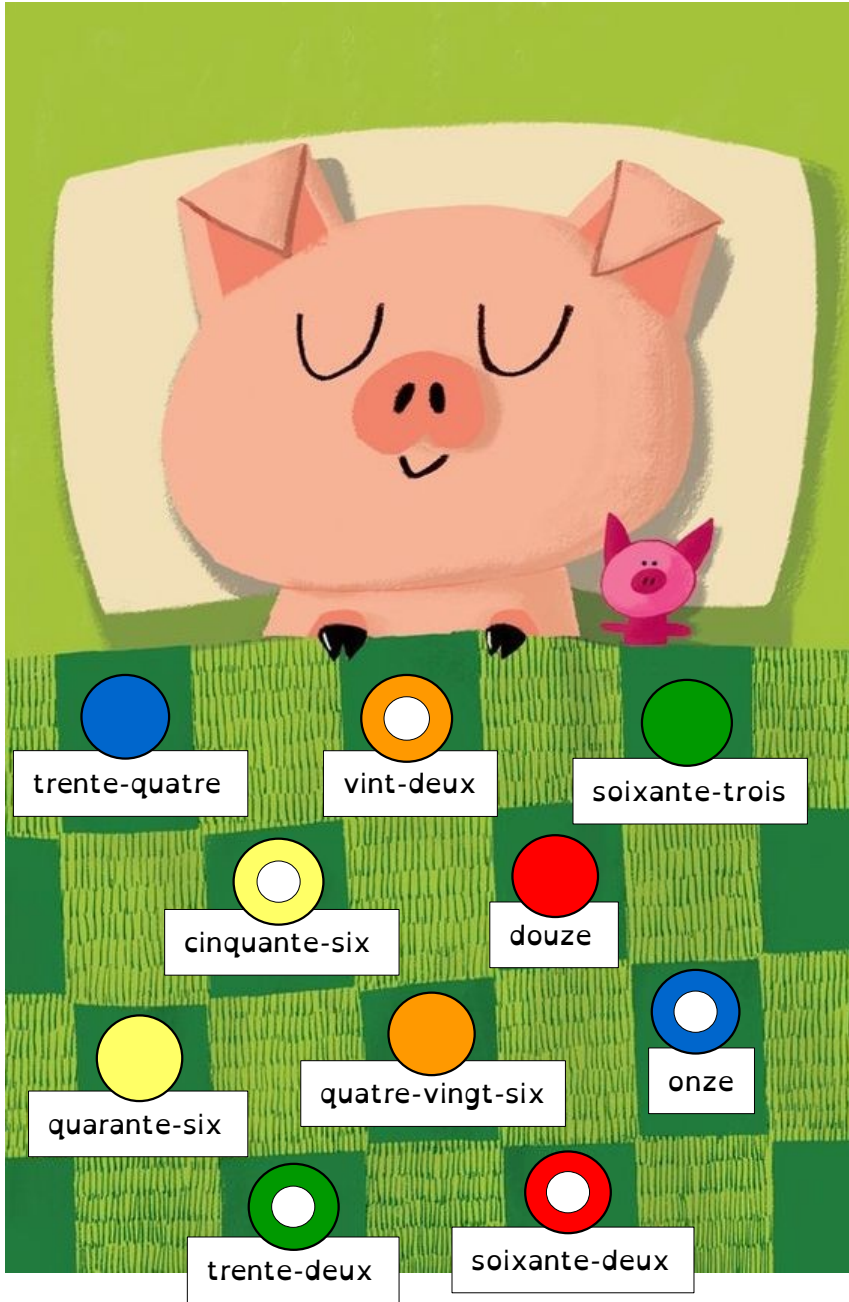 trente-quatre
vint-deux
soixante-trois
cinquante-six
douze
quarante-six
quatre-vingt-six
onze
trente-deux
soixante-deux